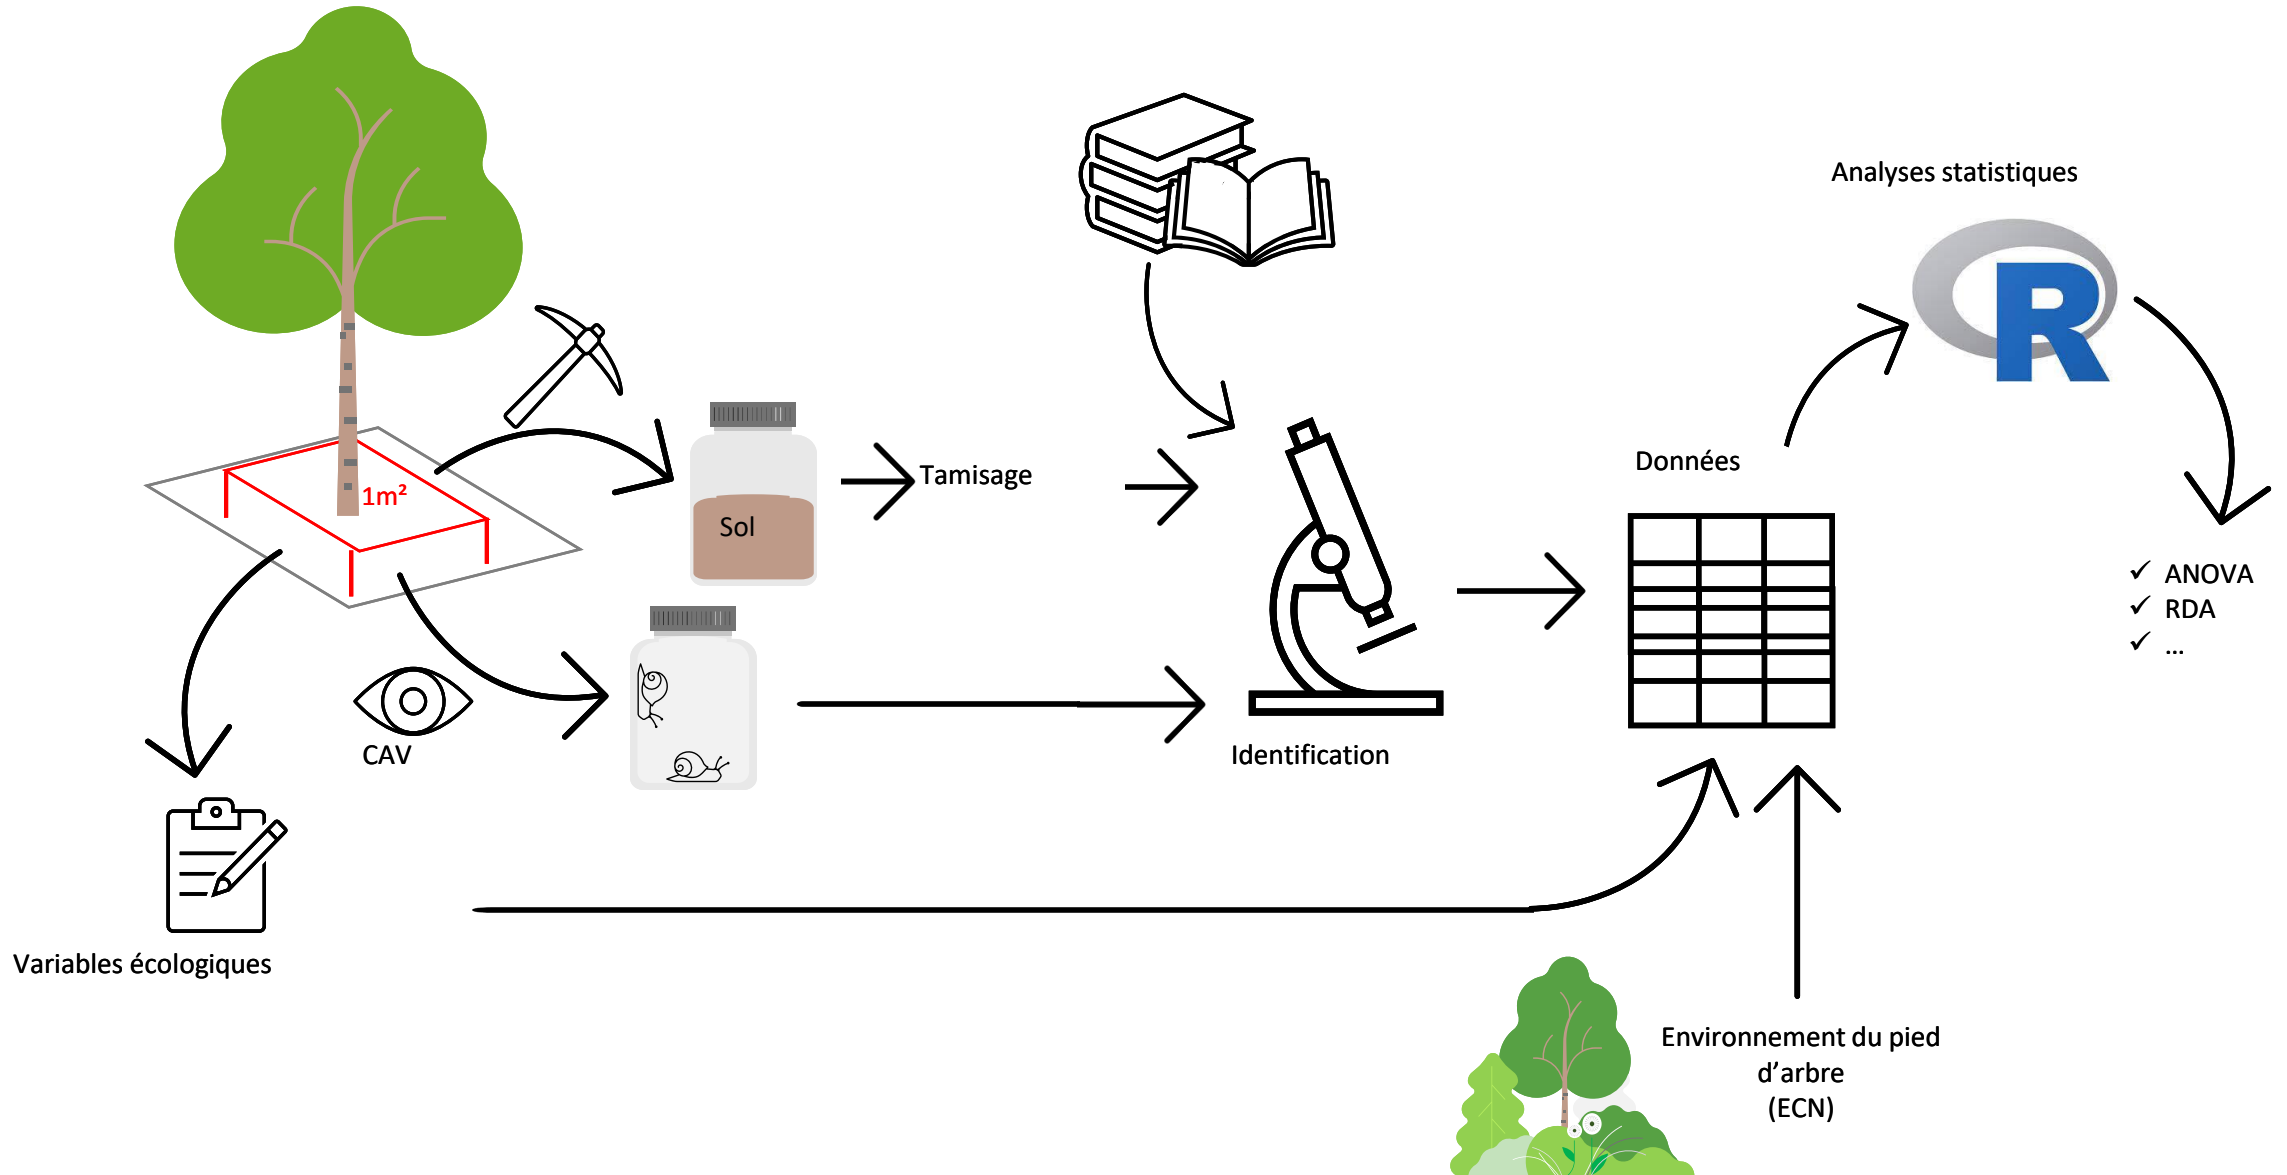 1m²
Sol
Tamisage
CAV
Variables écologiques
Identification
Données
Analyses statistiques
R
✓ ANOVA
✓ RDA
✓ ...
Environnement du pied
d’arbre
(ECN)